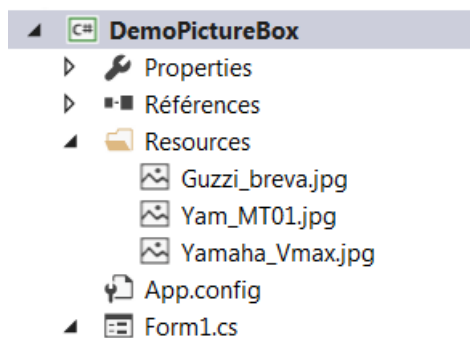 C# DemoPictureBox
Properties
Références
Resources
Guzzi_breva.jpg
Yam_MT01.jpg
Yamaha_Vmax.jpg
App.config
Form1.cs